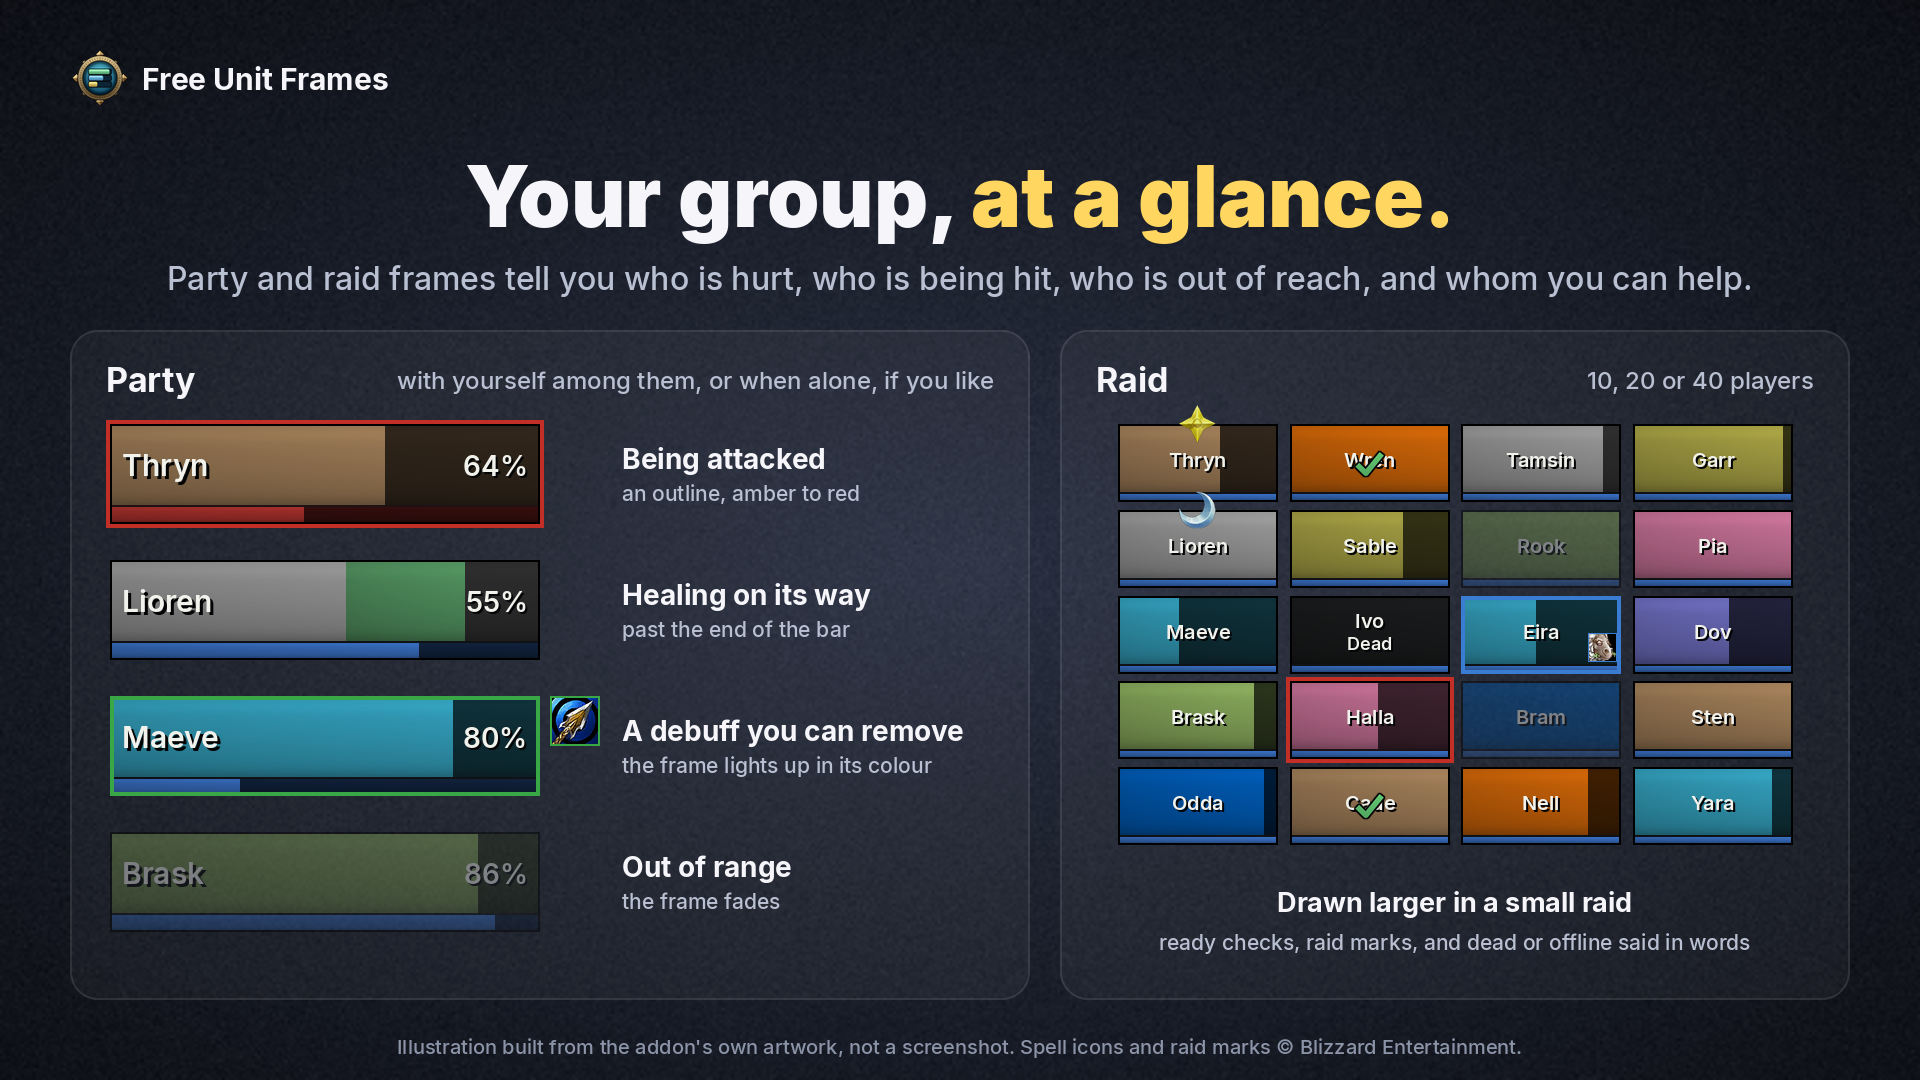 Free Unit Frames
Your group, at a glance.
Party and raid frames tell you who is hurt, who is being hit, who is out of reach, and whom you can help.
Party
with yourself among them, or when alone, if you like
Thryn 64%
Being attacked
an outline, amber to red
Lioren 55%
Healing on its way
past the end of the bar
Maeve 80%
A debuff you can remove
the frame lights up in its colour
Brask 86%
Out of range
the frame fades
Raid
10, 20 or 40 players
Thryn Wren Tamsin Garr
Lioren Sable Rook Pia
Maeve Ivo Dead Eira Dov
Brask Halla Bram Sten
Odda Cade Nell Yara
Drawn larger in a small raid
ready checks, raid marks, and dead or offline said in words
Illustration built from the addon's own artwork, not a screenshot. Spell icons and raid marks © Blizzard Entertainment.